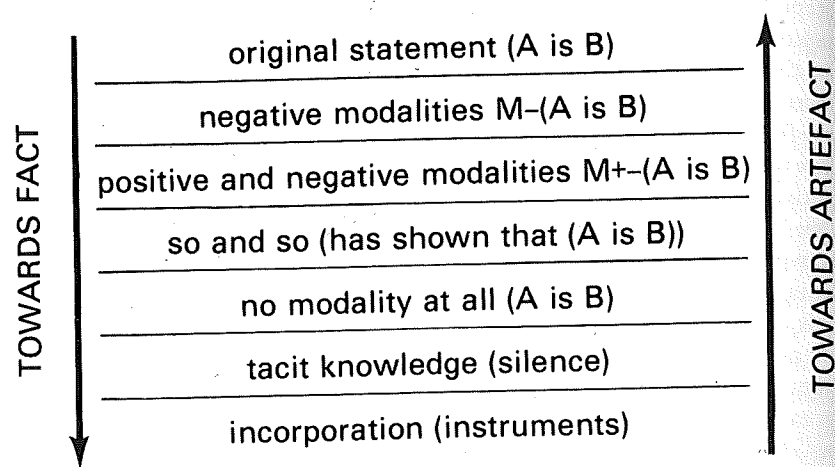 TOWARDS FACT
original statement (A is B)
negative modalities M–(A is B)
positive and negative modalities M+–(A is B)
so and so (has shown that (A is B))
no modality at all (A is B)
tacit knowledge (silence)
incorporation (instruments)
TOWARDS ARTEFACT